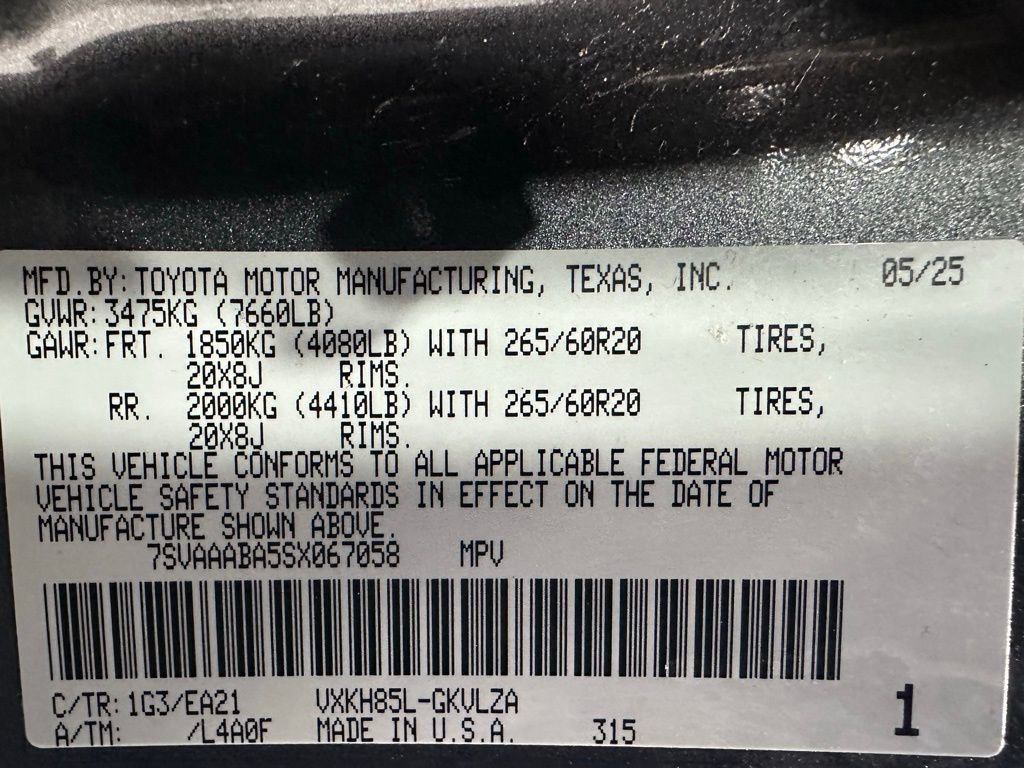 MFD.BY: TOYOTA MOTOR MANUFACTURING, TEXAS, INC. 05/25
GVWR: 3475KG (7660LB)
GAWR: FRT. 1850KG (4080LB) WITH 265/60R20 TIRES,
20X8J RIMS.
RR. 2000KG (4410LB) WITH 265/60R20 TIRES,
20X8J RIMS.
THIS VEHICLE CONFORMS TO ALL APPLICABLE FEDERAL MOTOR
VEHICLE SAFETY STANDARDS IN EFFECT ON THE DATE OF
MANUFACTURE SHOWN ABOVE.
7SVAAABA5SX067058 MPV
C/TR: 1G3/EA21 VXKH85L-GKVLZA
A/TM: /L4A0F MADE IN U.S.A. 315 1